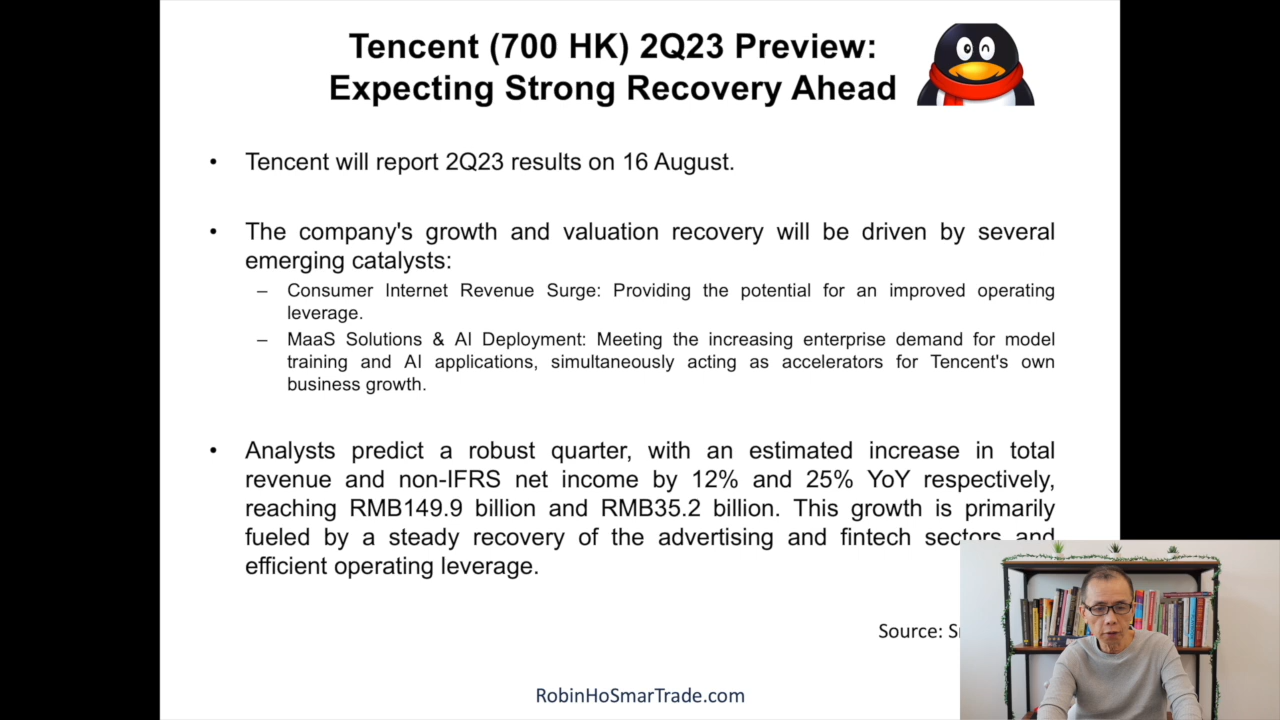 Tencent (700 HK) 2Q23 Preview:
Expecting Strong Recovery Ahead
• Tencent will report 2Q23 results on 16 August.
• The company's growth and valuation recovery will be driven by several
emerging catalysts:
– Consumer Internet Revenue Surge: Providing the potential for an improved operating
leverage.
– MaaS Solutions & AI Deployment: Meeting the increasing enterprise demand for model
training and AI applications, simultaneously acting as accelerators for Tencent's own
business growth.
• Analysts predict a robust quarter, with an estimated increase in total
revenue and non-IFRS net income by 12% and 25% YoY respectively,
reaching RMB149.9 billion and RMB35.2 billion. This growth is primarily
fueled by a steady recovery of the advertising and fintech sectors and
efficient operating leverage.
Source:
RobinHoSmarTrade.com